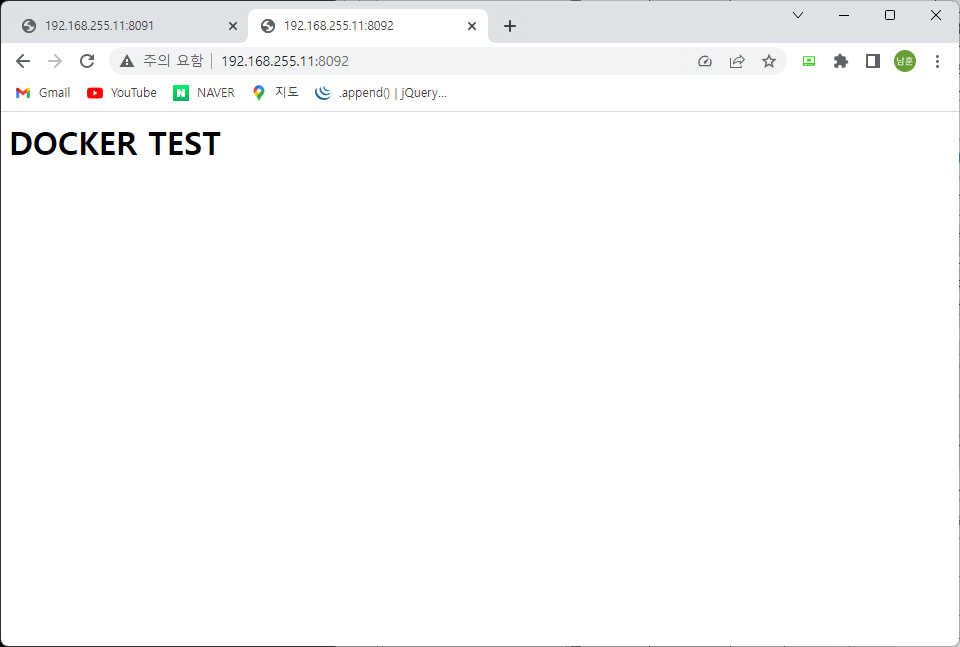 192.168.255.11:8091
192.168.255.11:8092
주의 요함 192.168.255.11:8092
남훈
Gmail YouTube NAVER 지도 .append() | jQuery...
DOCKER TEST